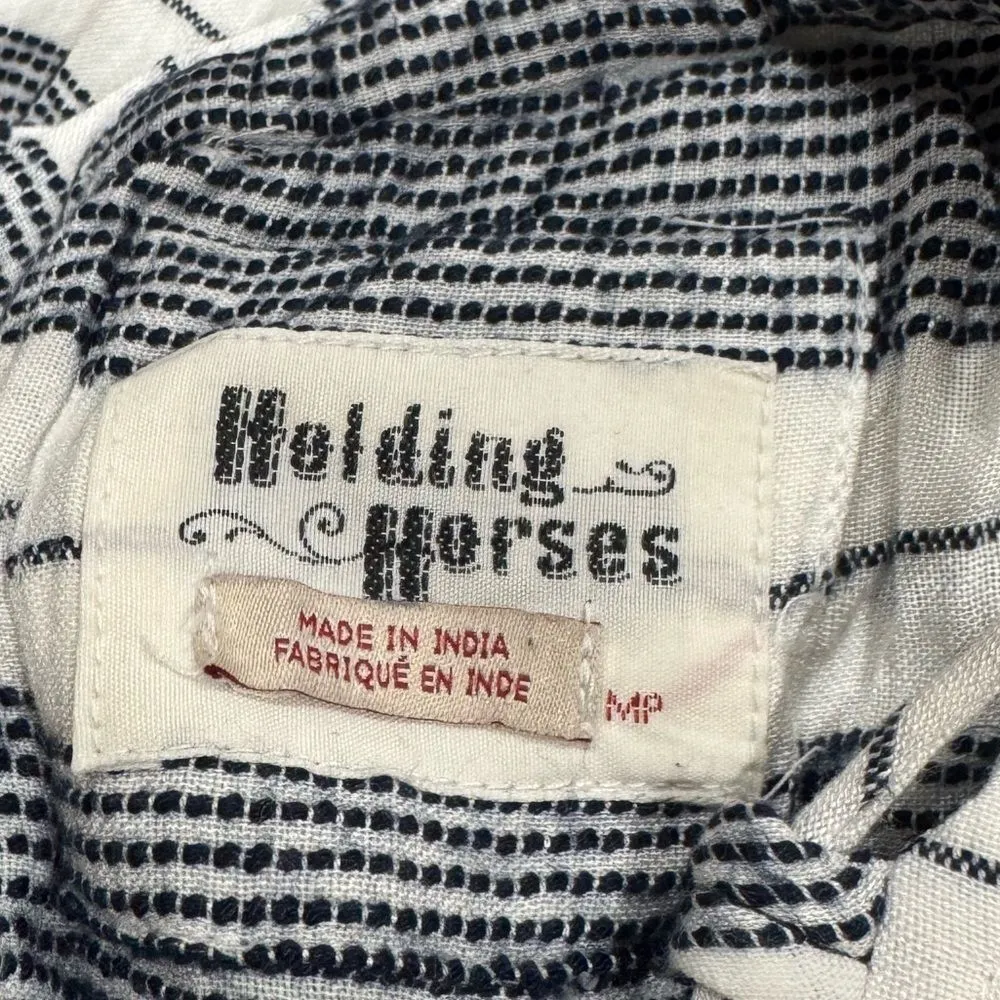 Holding
Horses
MADE IN INDIA
FABRIQUÉ EN INDE
MP